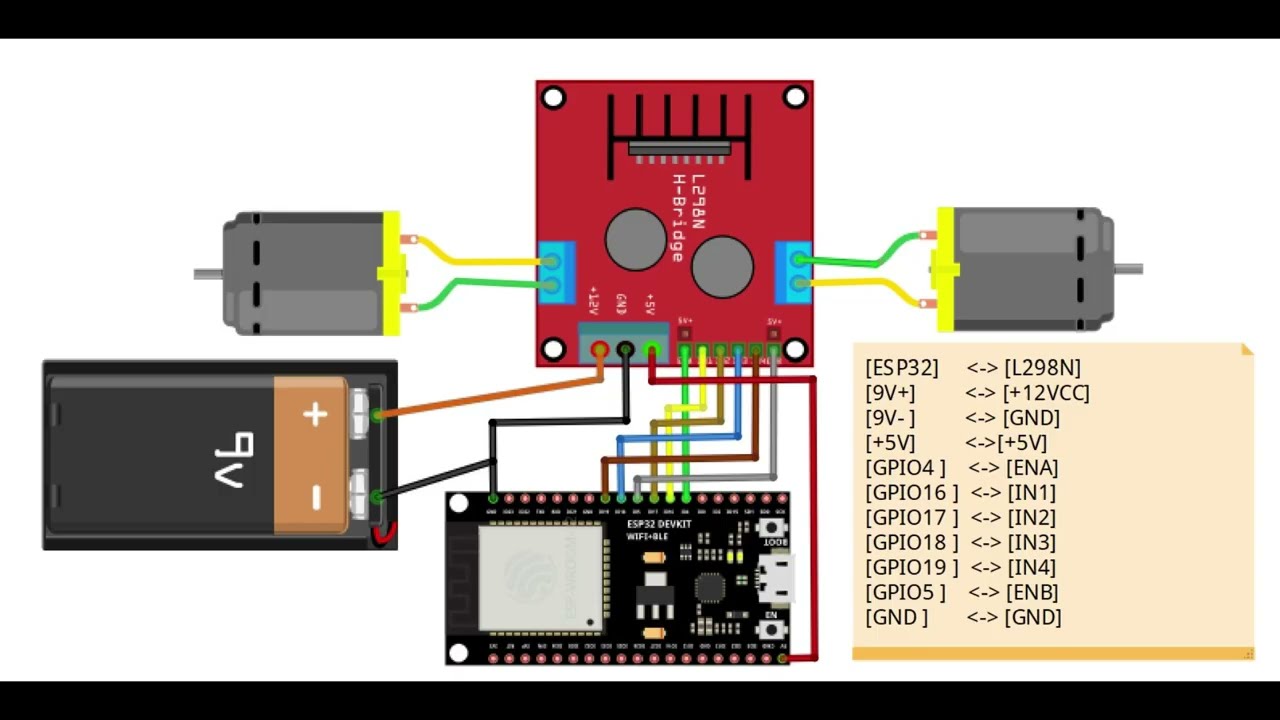 L298N
H-Bridge
+12V
GND
+5V
5V+
5V+
9V
+
-
ESP32 DEVKIT
WIFI+BLE
BOOT
EN
[ESP32] <-> [L298N]
[9V+] <-> [+12VCC]
[9V- ] <-> [GND]
[+5V] <->[+5V]
[GPIO4 ] <-> [ENA]
[GPIO16 ] <-> [IN1]
[GPIO17 ] <-> [IN2]
[GPIO18 ] <-> [IN3]
[GPIO19 ] <-> [IN4]
[GPIO5 ] <-> [ENB]
[GND ] <-> [GND]